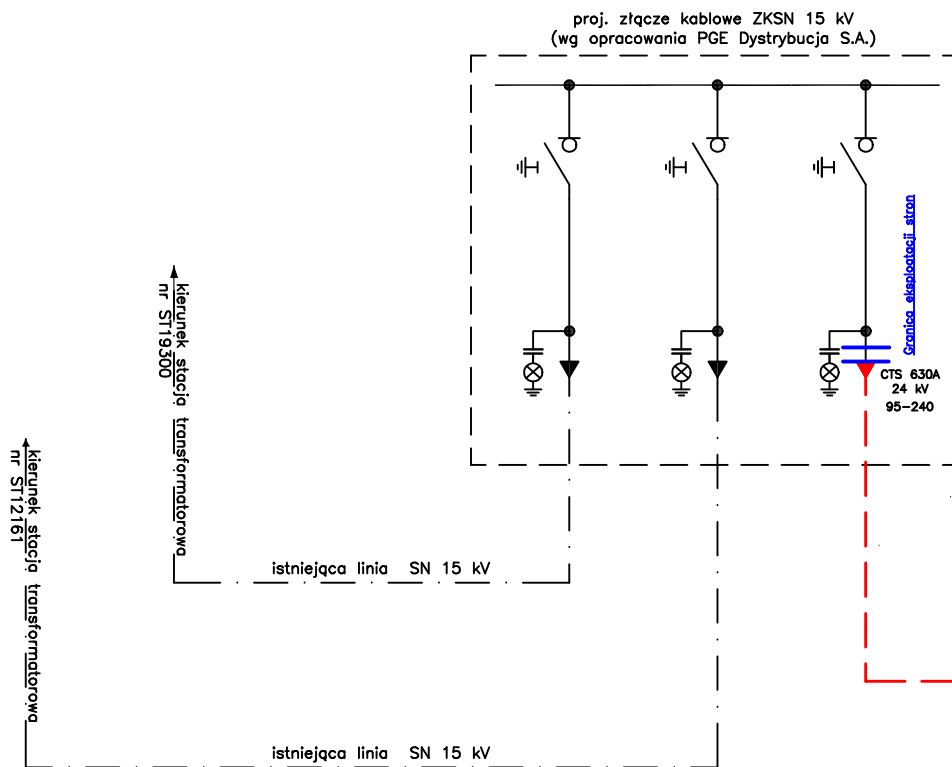 proj. złącze kablowe ZKSN 15 kV
(wg opracowania PGE Dystrybucja S.A.)
Granica eksploatacji stron
CTS 630A
24 kV
95-240
kierunek stacja transformatorowa
nr ST19300
kierunek stacja transformatorowa
nr ST12161
istniejąca linia SN 15 kV
istniejąca linia SN 15 kV